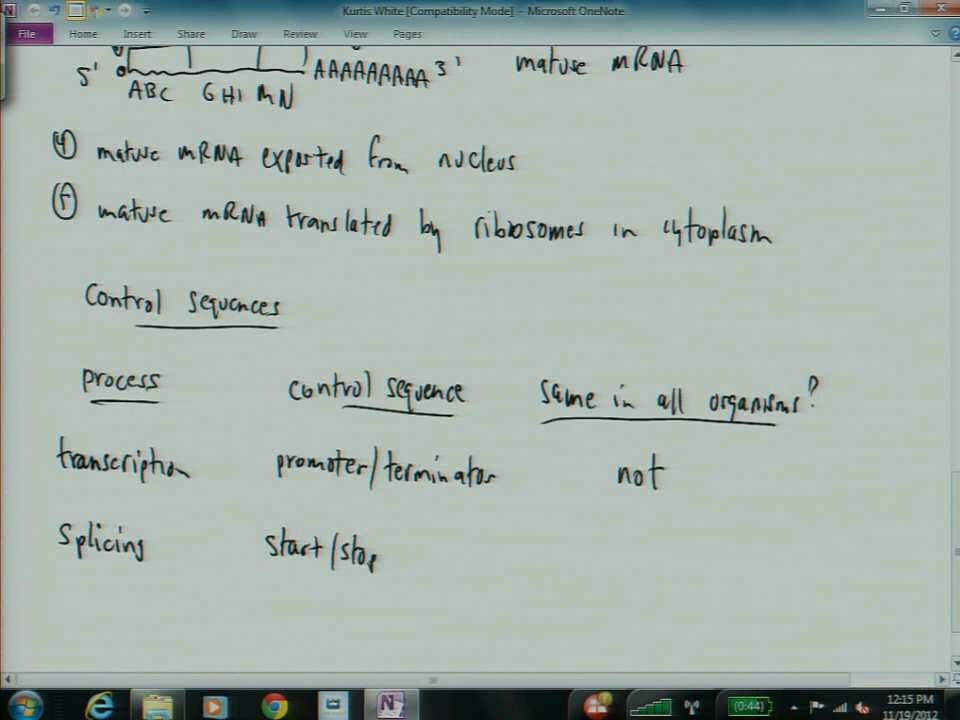 Kurtis White [Compatibility Mode] - Microsoft OneNote
File Home Insert Share Draw Review View Pages
5' AAAAAAAAA 3' mature mRNA
ABC GHI MN
4 mature mRNA exported from nucleus
5 mature mRNA translated by ribosomes in cytoplasm
Control sequences
process control sequence same in all organisms?
transcription promoter/terminator not
Splicing start/stop
(0:44) 12:15 PM
11/19/2012